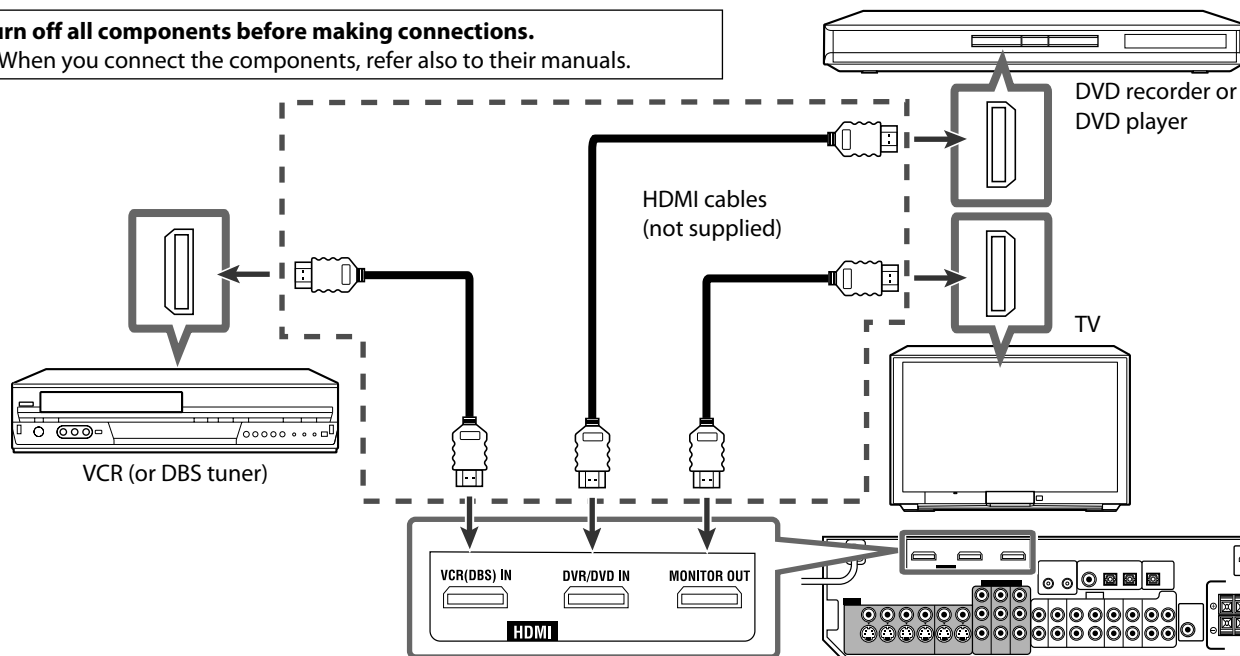 urn off all components before making connections.
When you connect the components, refer also to their manuals.
DVD recorder or
DVD player
HDMI cables
(not supplied)
TV
VCR (or DBS tuner)
VCR(DBS) IN
DVR/DVD IN
MONITOR OUT
HDMI